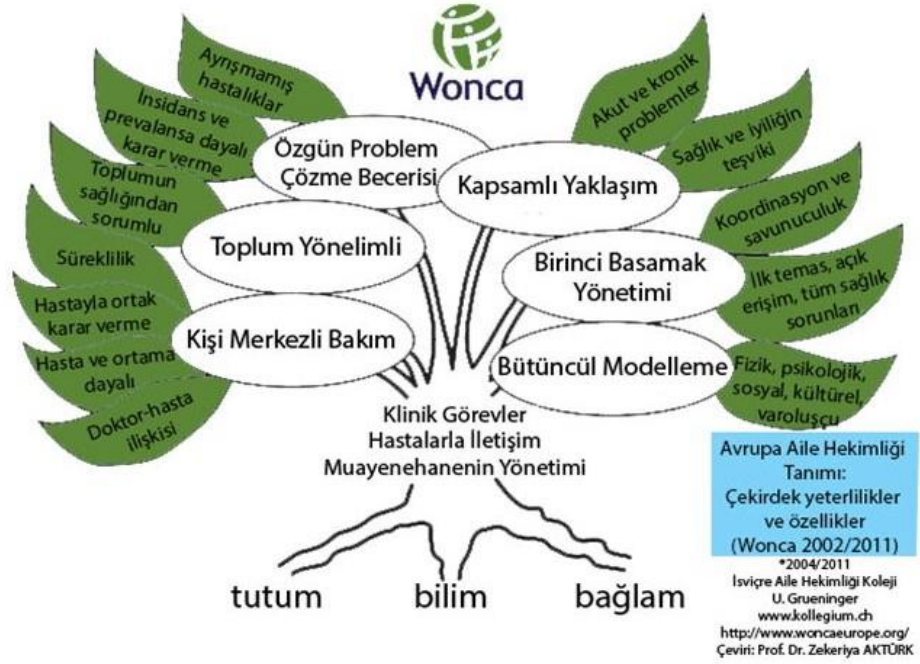 Wonca
Ayrışmamış
hastalıklar
İnsidans ve
prevalansa dayalı
karar verme
Toplumun
sağlığından
sorumlu
Süreklilik
Hastayla ortak
karar verme
Hasta ve ortama
dayalı
Doktor-hasta
ilişkisi
Özgün Problem
Çözme Becerisi
Toplum Yönelimli
Kişi Merkezli Bakım
Kapsamlı Yaklaşım
Birinci Basamak
Yönetimi
Bütüncül Modelleme
Akut ve kronik
problemler
Sağlık ve iyiliğin
teşviki
Koordinasyon ve
savunuculuk
İlk temas, açık
erişim, tüm sağlık
sorunları
Fizik, psikolojik,
sosyal, kültürel,
varoluşçu
Klinik Görevler
Hastalarla İletişim
Muayenehanenin Yönetimi
tutum
bilim
bağlam
Avrupa Aile Hekimliği
Tanımı:
Çekirdek yeterlilikler
ve özellikler
(Wonca 2002/2011)
*2004/2011
İsviçre Aile Hekimliği Koleji
U. Grueninger
www.kollegium.ch
http://www.woncaeurope.org/
Çeviri: Prof. Dr. Zekeriya AKTÜRK